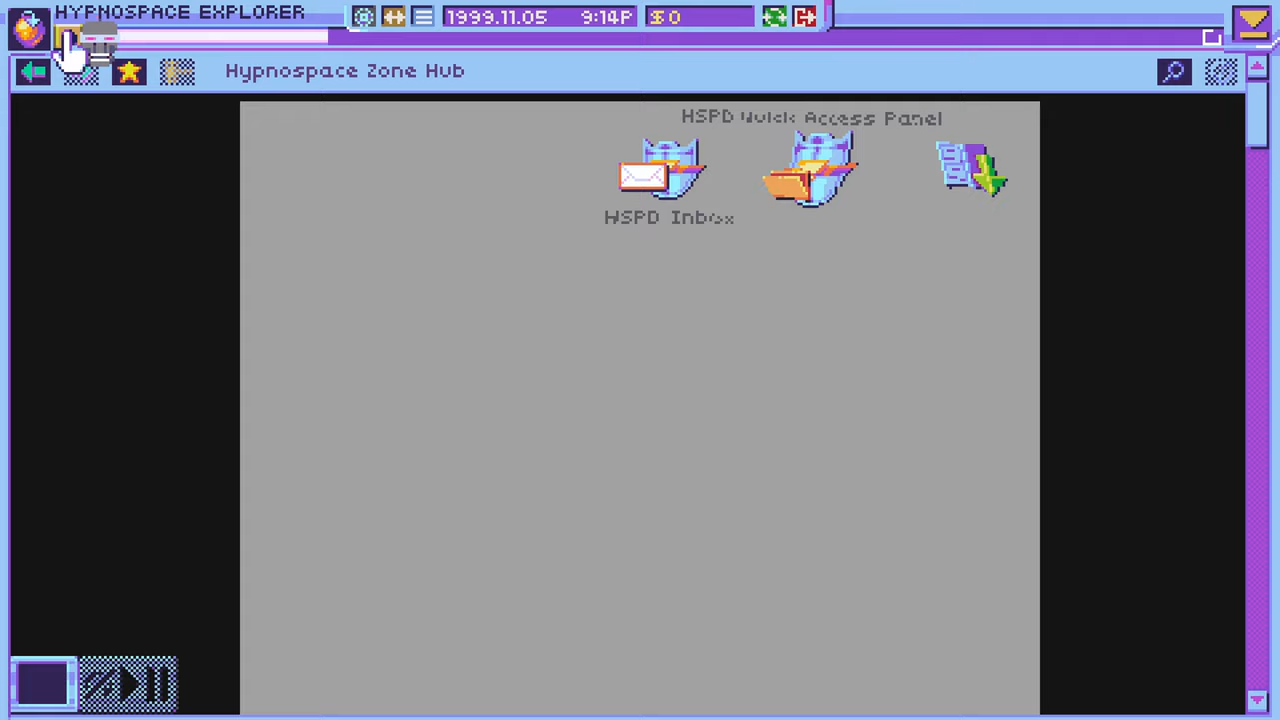 HYPNOSPACE EXPLORER
1999.11.05 9:14P 0
Hypnospace Zone Hub
HSPD Quick Access Panel
HSPD Inbox